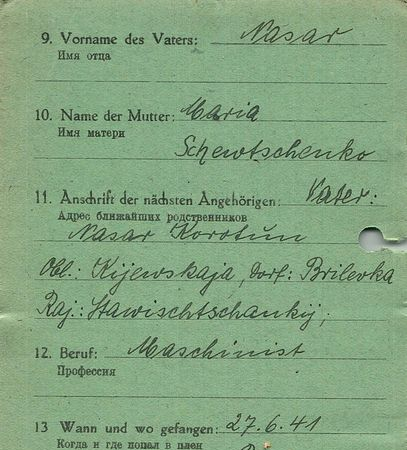 9. Vorname des Vaters: Nasar
Имя отца
10. Name der Mutter: Maria
Имя матери
Schewtschenko
11. Anschrift der nächsten Angehörigen: Vater:
Адрес ближайших родственников
Nasar Korotun
Obl.: Kijewskaja, Dorf: Brilevka
Raj.: Stawischtschankij;
12. Beruf: Maschinist
Профессия
13 Wann und wo gefangen: 27.6.41
Когда и где попал в плен